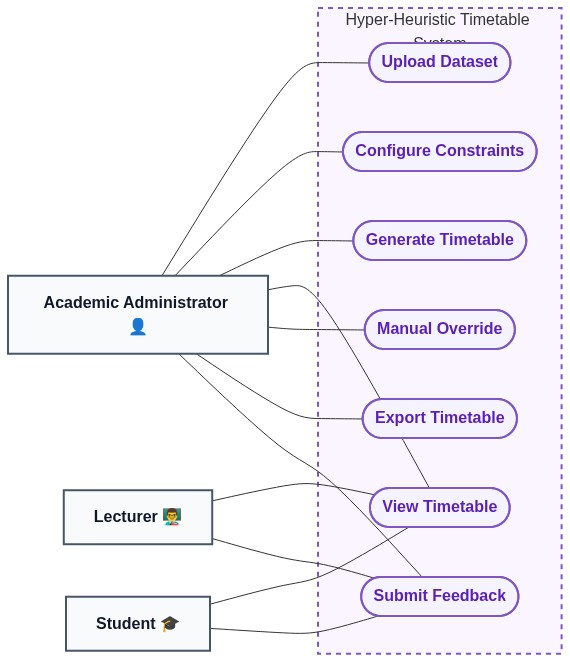 Hyper-Heuristic Timetable
System
Upload Dataset
Configure Constraints
Generate Timetable
Academic Administrator
Manual Override
Export Timetable
View Timetable
Lecturer
Submit Feedback
Student